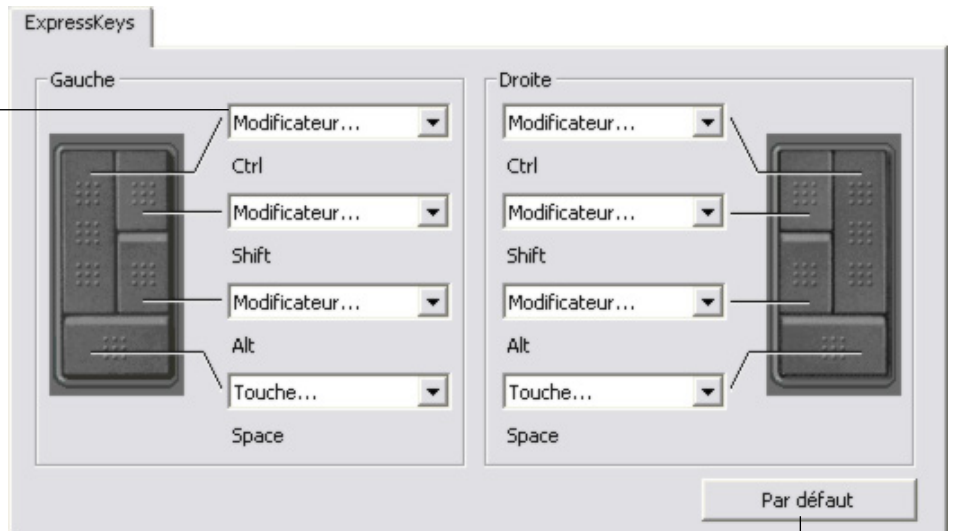 ExpressKeys
Gauche
Modificateur...
Ctrl
Modificateur...
Shift
Modificateur...
Alt
Touche...
Space
Droite
Modificateur...
Ctrl
Modificateur...
Shift
Modificateur...
Alt
Touche...
Space
Par défaut